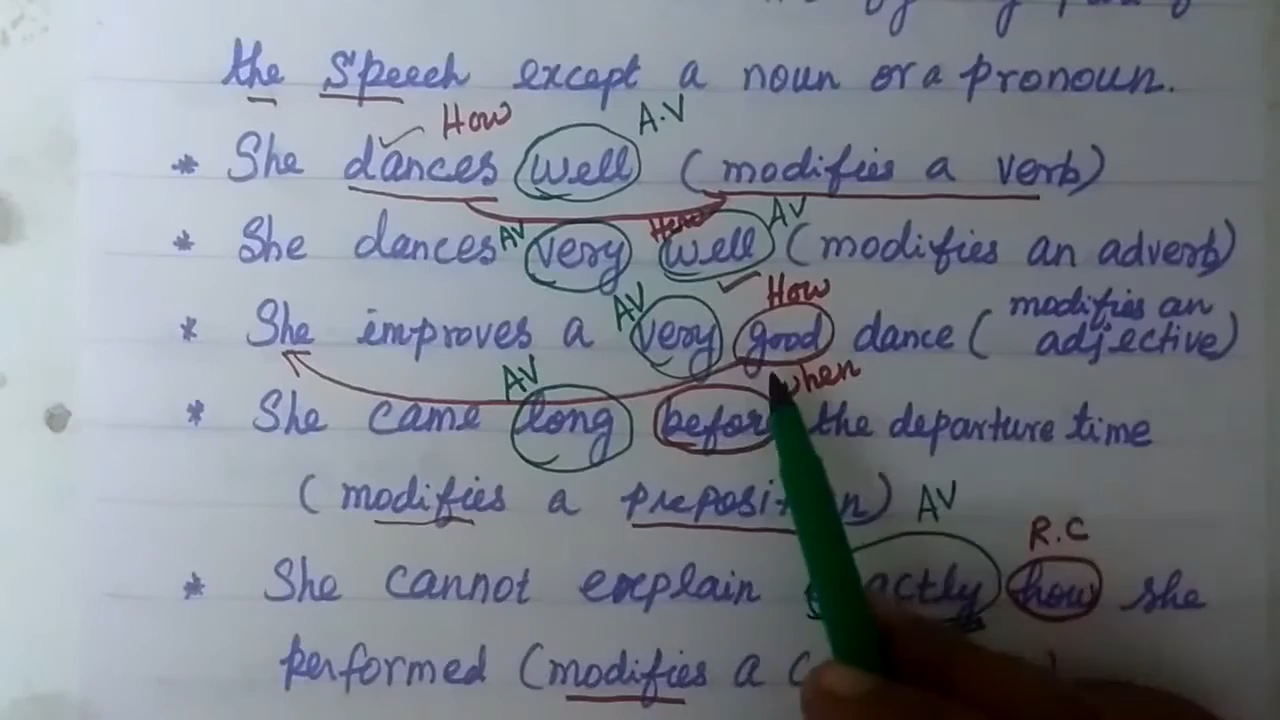 the Speech except a noun or a pronoun.
How A.V
* She dances well (modifies a verb)
AV How AV
* She dances very well (modifies an adverb)
AV How
* She improves a very good dance (modifies an adjective)
AV when
* She came long before the departure time
(modifies a preposition)
AV R.C
* She cannot explain how she
performed (modifies a